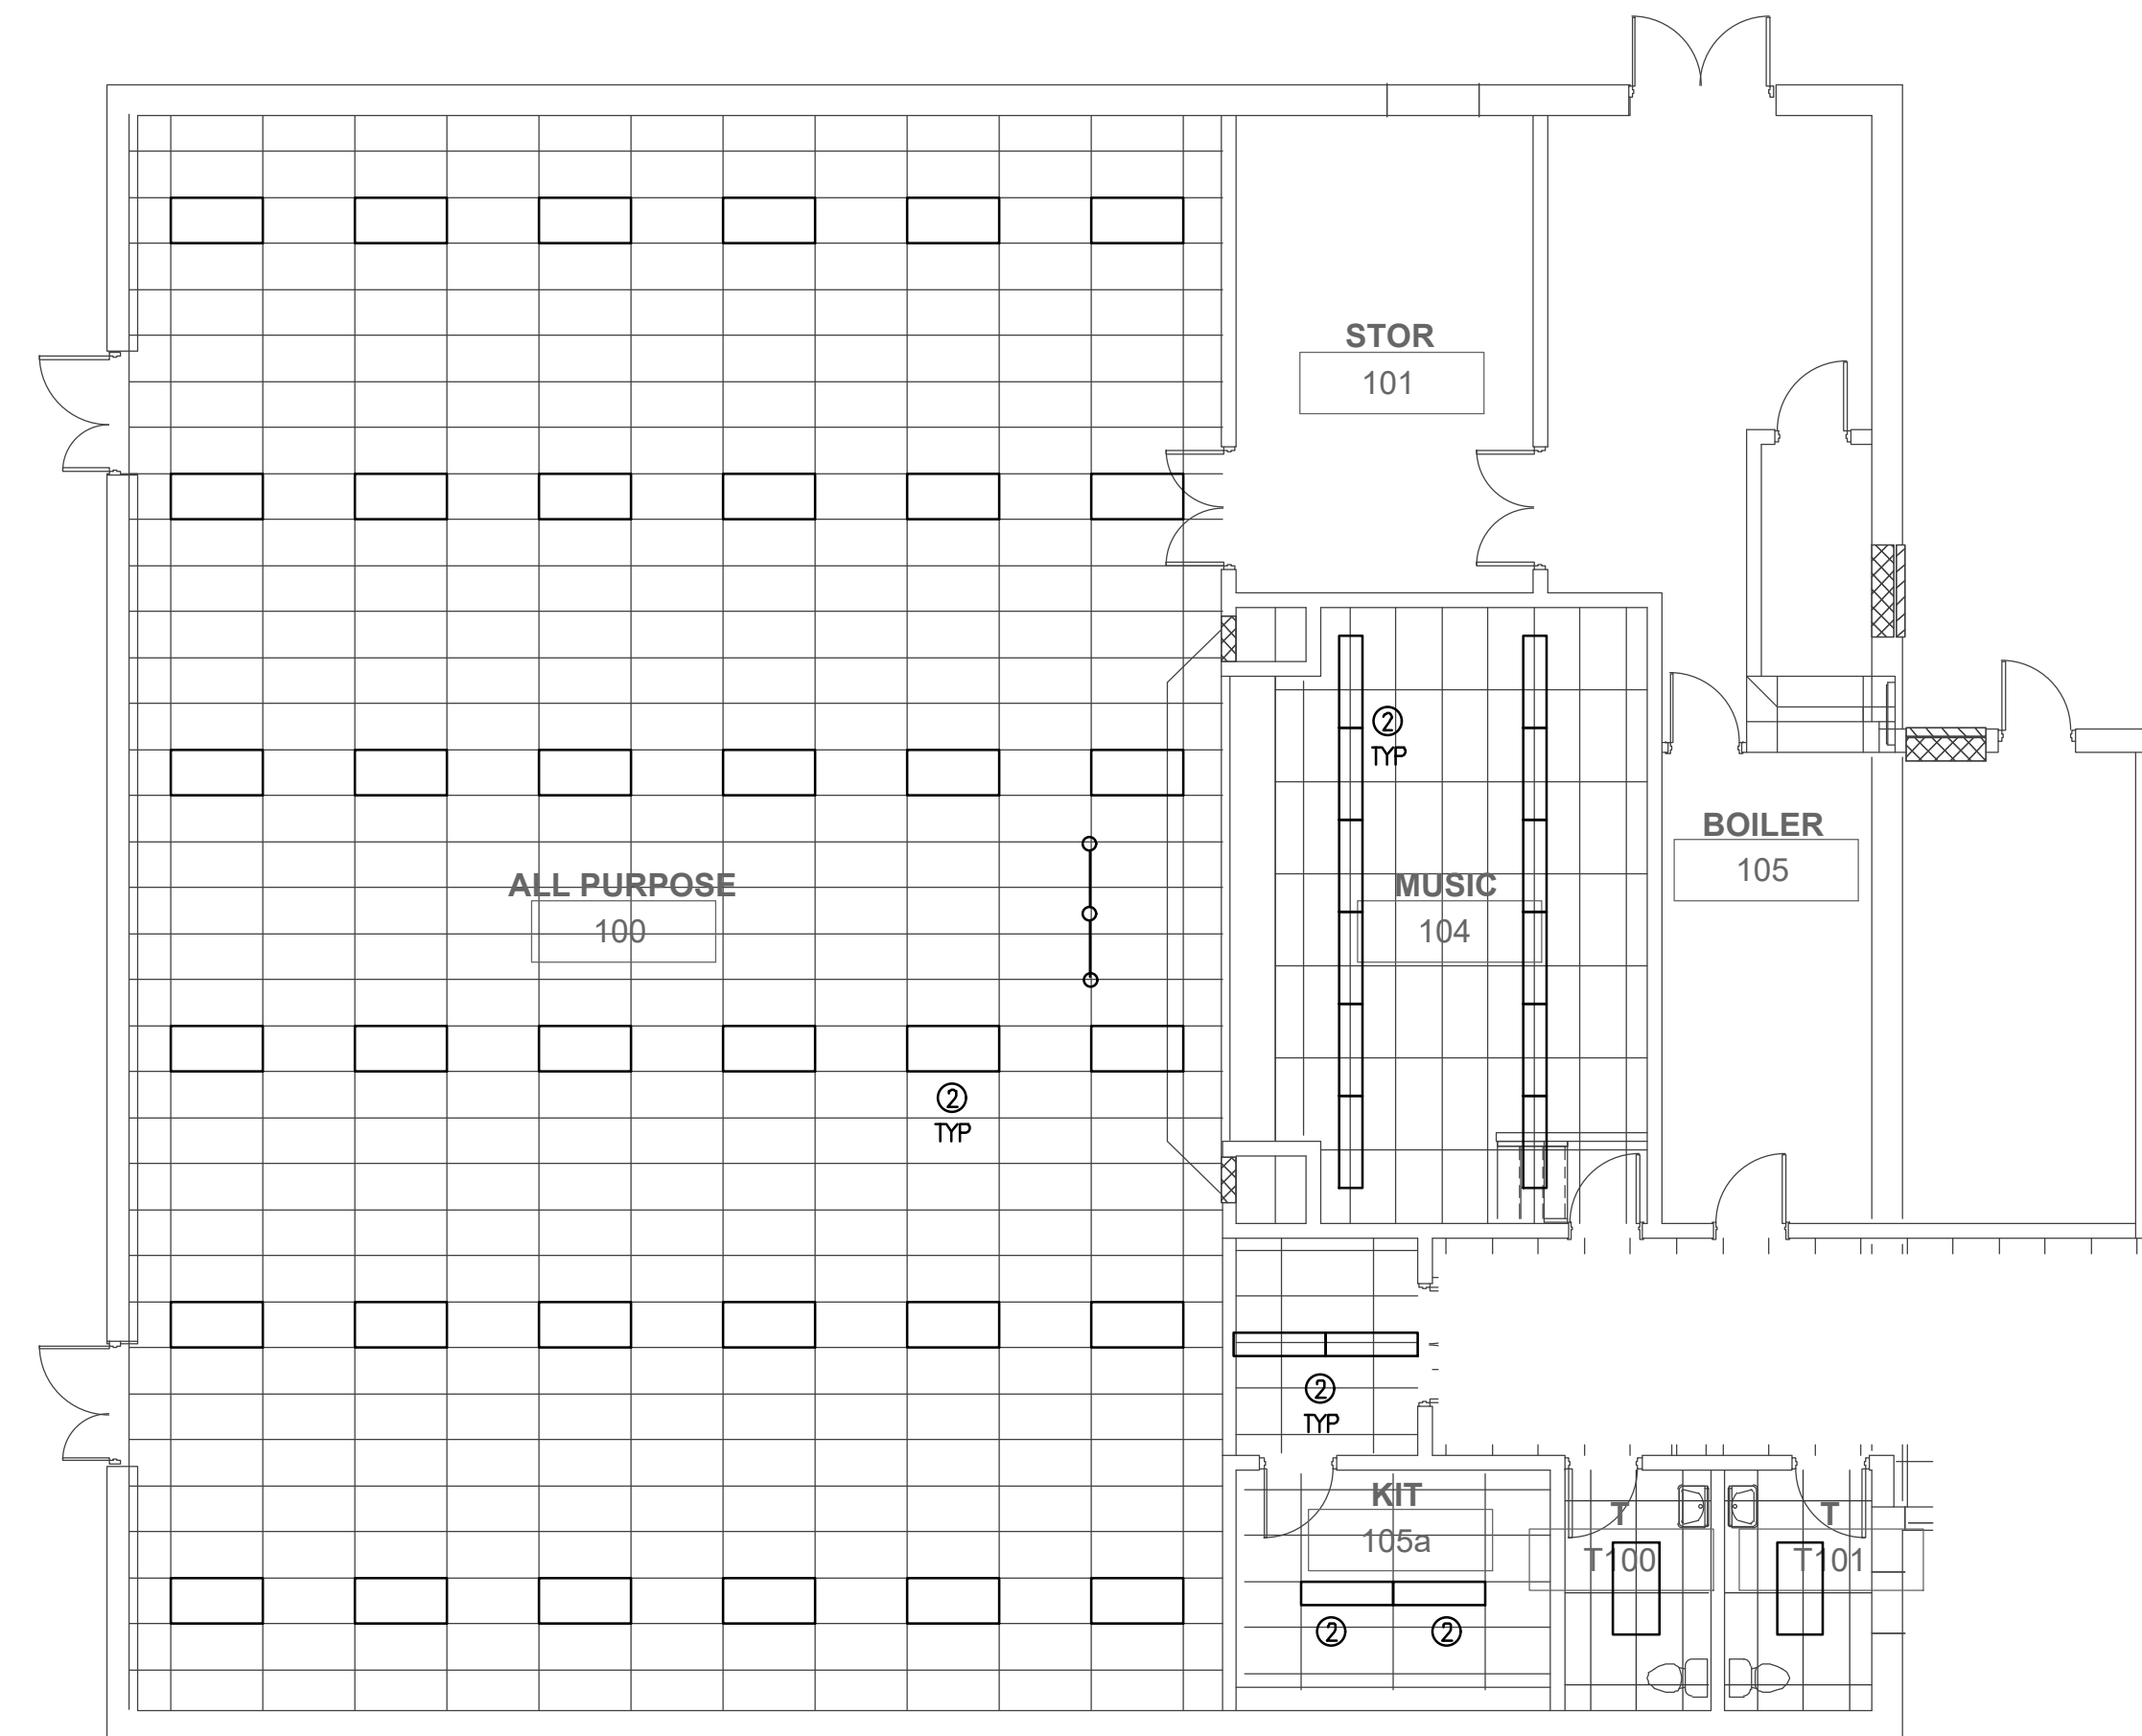 STOR
101
②
TYP
BOILER
105
ALL PURPOSE
100
MUSIC
104
②
TYP
②
TYP
KIT
105a
T
T100
T
T101
②
②